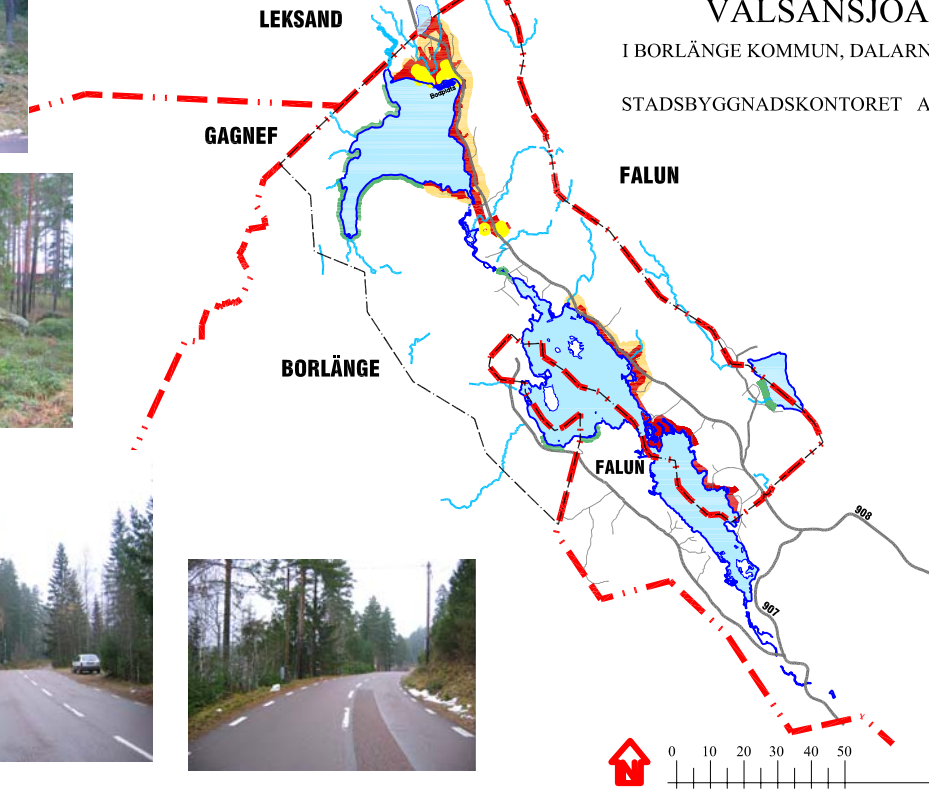 VALSANSJOA
LEKSAND
I BORLÄNGE KOMMUN, DALARN
STADSBYGGNADSKONTORET A
GAGNEF
FALUN
BORLÄNGE
FALUN
908
907
N
0 10 20 30 40 50